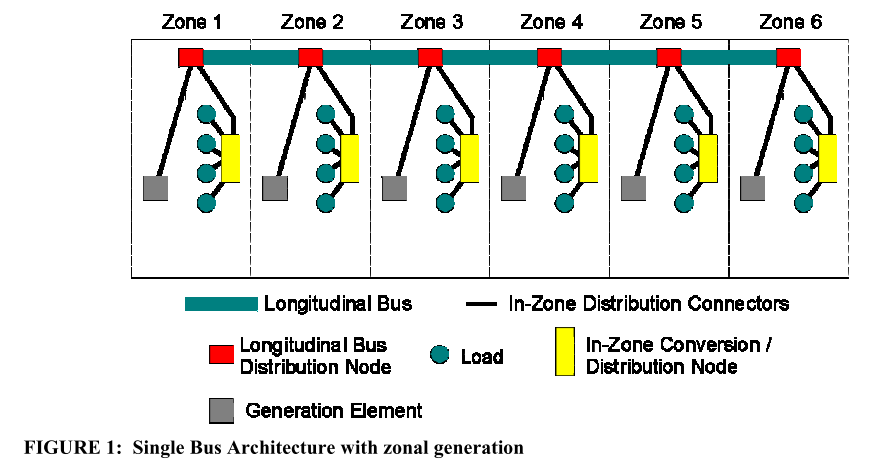 Zone 1 Zone 2 Zone 3 Zone 4 Zone 5 Zone 6
Longitudinal Bus In-Zone Distribution Connectors
Longitudinal Bus
Distribution Node
Load
In-Zone Conversion /
Distribution Node
Generation Element
FIGURE 1: Single Bus Architecture with zonal generation